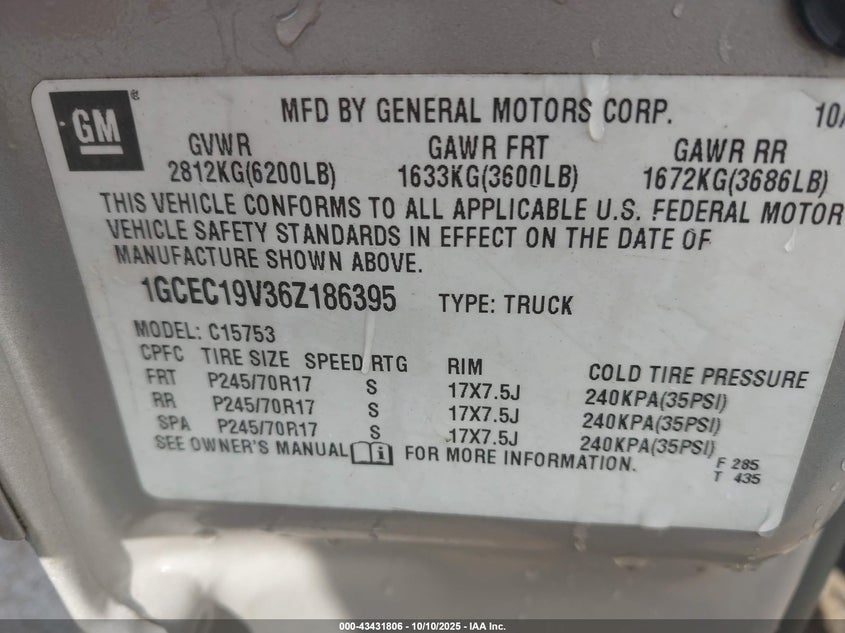 GM ® MFD BY GENERAL MOTORS CORP. 10/
GVWR GAWR FRT GAWR RR
2812KG(6200LB) 1633KG(3600LB) 1672KG(3686LB)
THIS VEHICLE CONFORMS TO ALL APPLICABLE U.S. FEDERAL MOTOR
VEHICLE SAFETY STANDARDS IN EFFECT ON THE DATE OF
MANUFACTURE SHOWN ABOVE.
1GCEC19V36Z186395 TYPE: TRUCK
MODEL: C15753
CPFC TIRE SIZE SPEED RTG RIM COLD TIRE PRESSURE
FRT P245/70R17 S 17X7.5J 240KPA(35PSI)
RR P245/70R17 S 17X7.5J 240KPA(35PSI)
SPA P245/70R17 S 17X7.5J 240KPA(35PSI)
SEE OWNER'S MANUAL i FOR MORE INFORMATION.
F 285
T 435
000-43431806 - 10/10/2025 - IAA Inc.